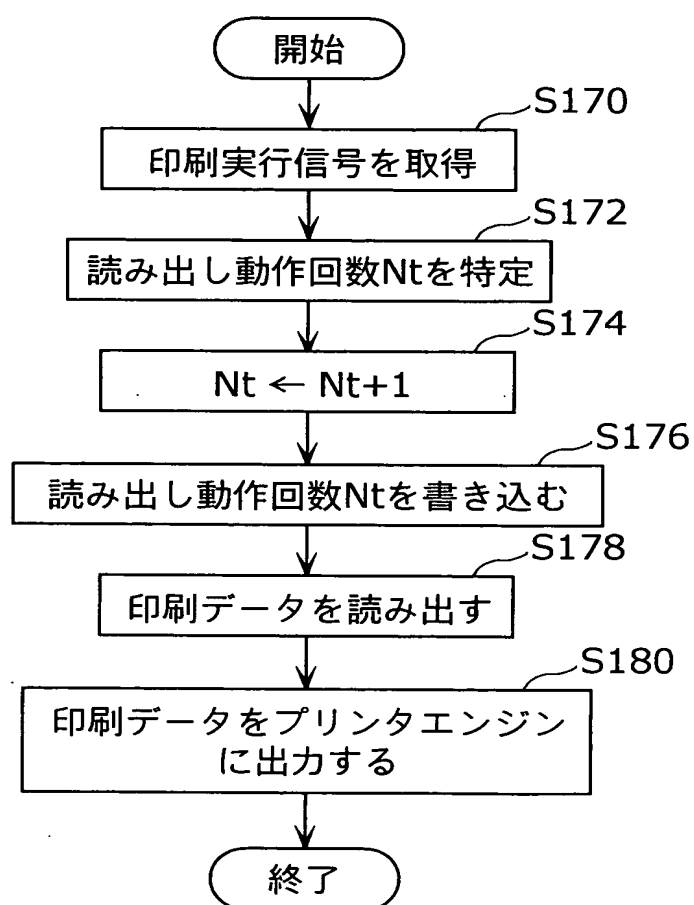 開始
S170
印刷実行信号を取得
S172
読み出し動作回数Ntを特定
S174
Nt ← Nt+1
S176
読み出し動作回数Ntを書き込む
S178
印刷データを読み出す
S180
印刷データをプリンタエンジン
に出力する
終了